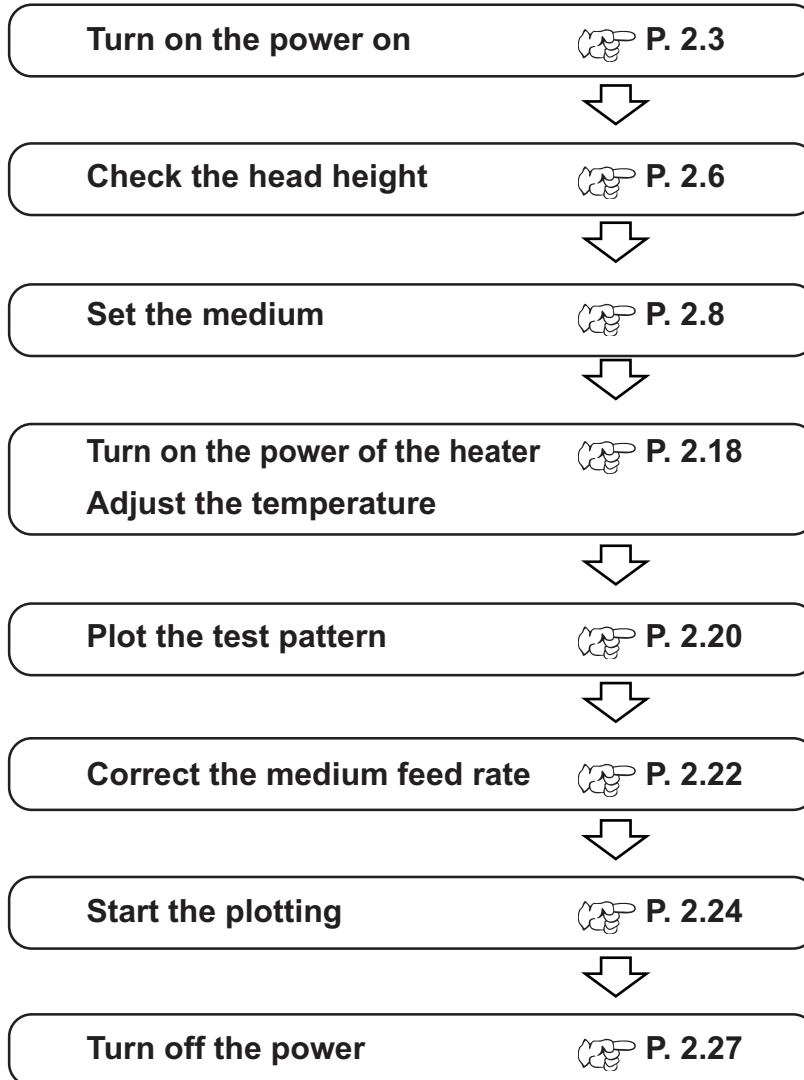 Turn on the power on P. 2.3
Check the head height P. 2.6
Set the medium P. 2.8
Turn on the power of the heater P. 2.18
Adjust the temperature
Plot the test pattern P. 2.20
Correct the medium feed rate P. 2.22
Start the plotting P. 2.24
Turn off the power P. 2.27